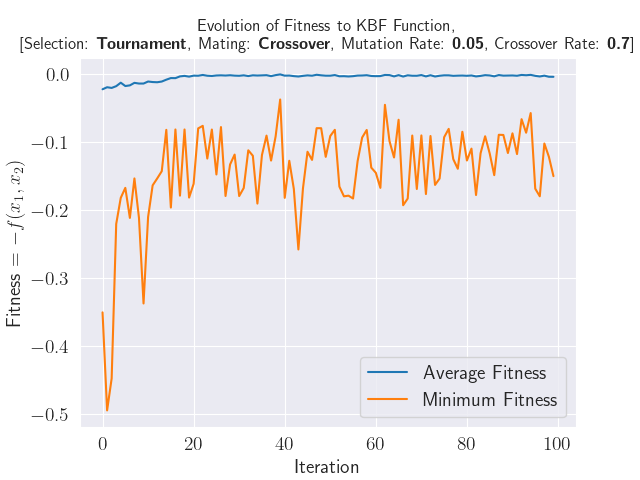 Evolution of Fitness to KBF Function,
[Selection: Tournament, Mating: Crossover, Mutation Rate: 0.05, Crossover Rate: 0.7]
Fitness = −f(x₁, x₂)
0.0
−0.1
−0.2
−0.3
−0.4
−0.5
Average Fitness
Minimum Fitness
0 20 40 60 80 100
Iteration